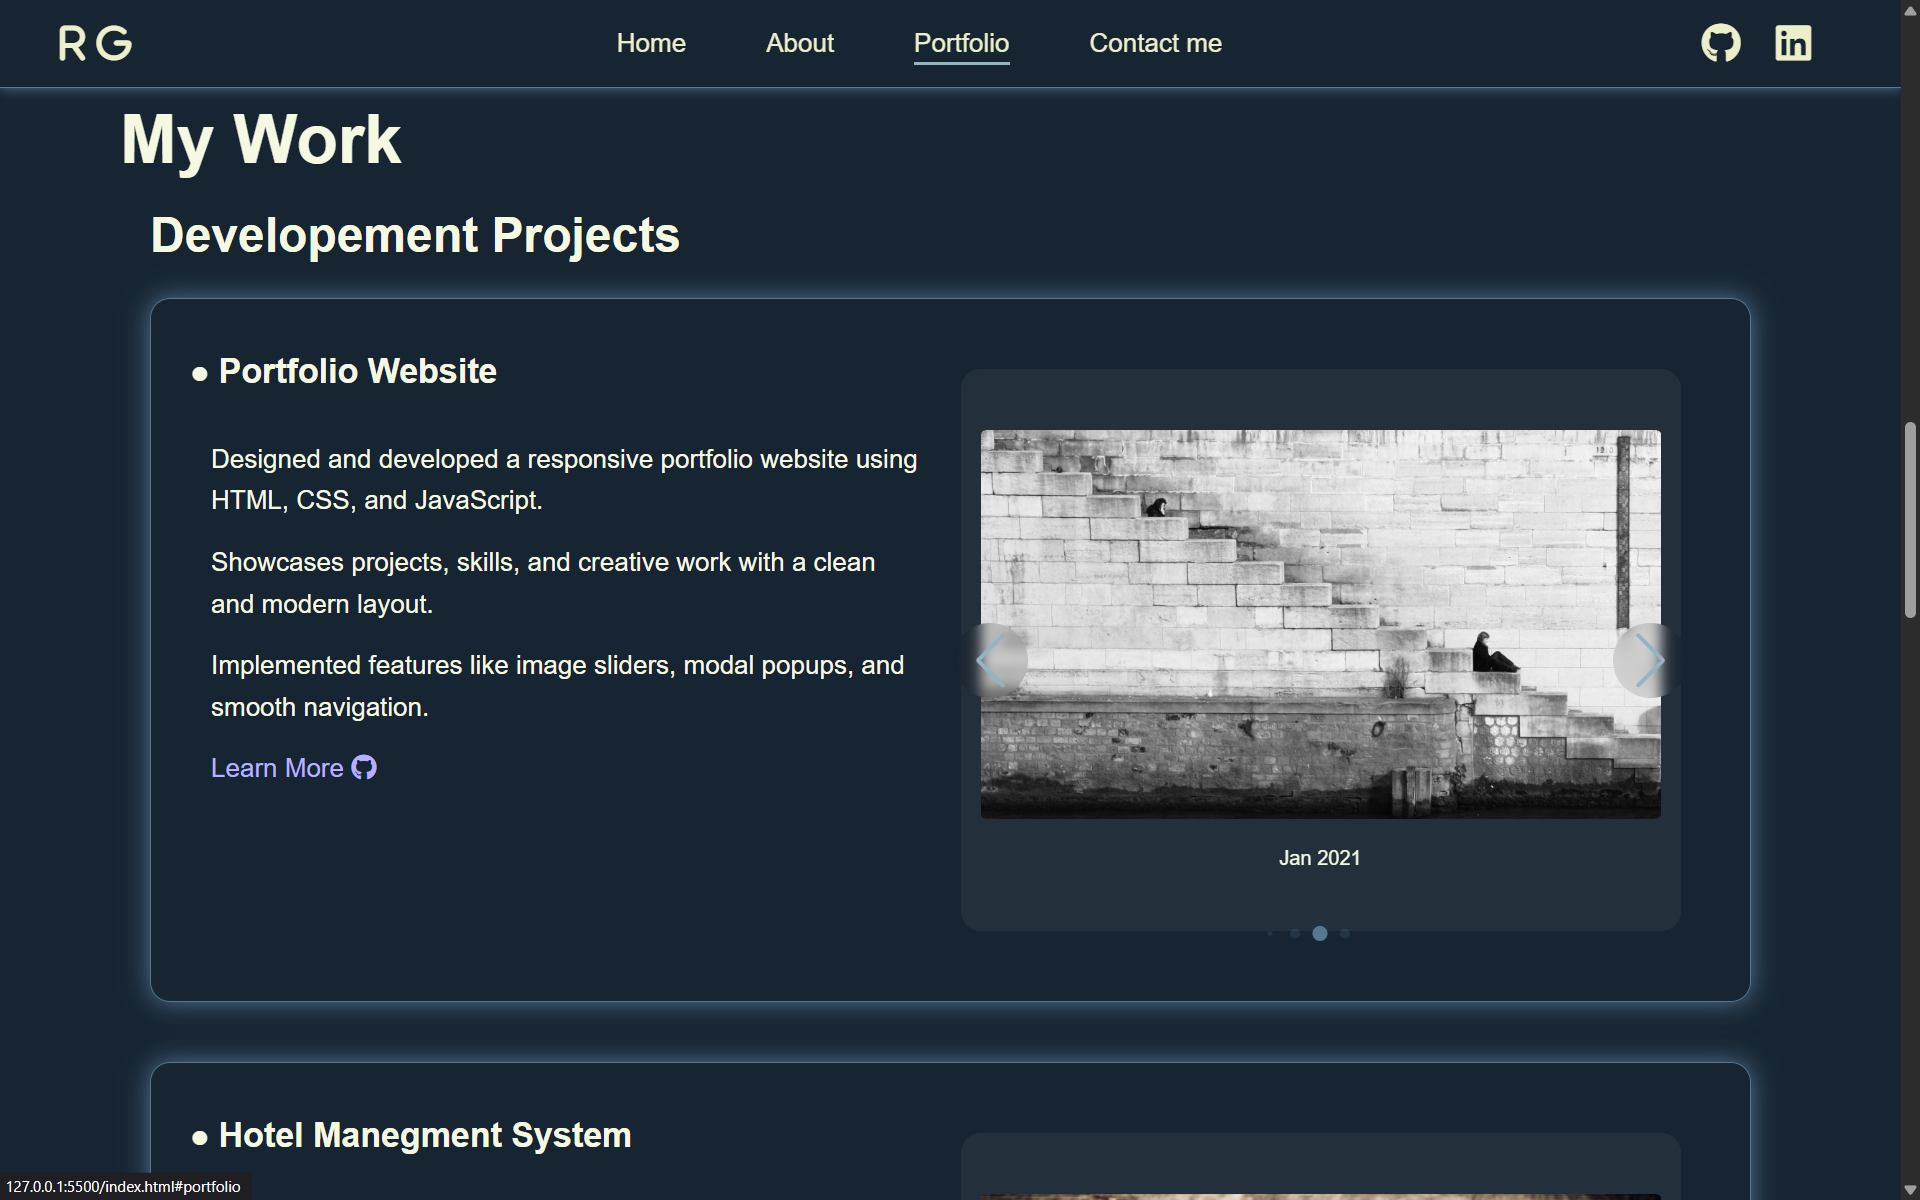 RG
Home
About
Portfolio
Contact me
in
My Work
Developement Projects
● Portfolio Website
Designed and developed a responsive portfolio website using
HTML, CSS, and JavaScript.
Showcases projects, skills, and creative work with a clean
and modern layout.
Implemented features like image sliders, modal popups, and
smooth navigation.
Learn More
Jan 2021
● Hotel Manegment System
127.0.0.1:5500/index.html#portfolio